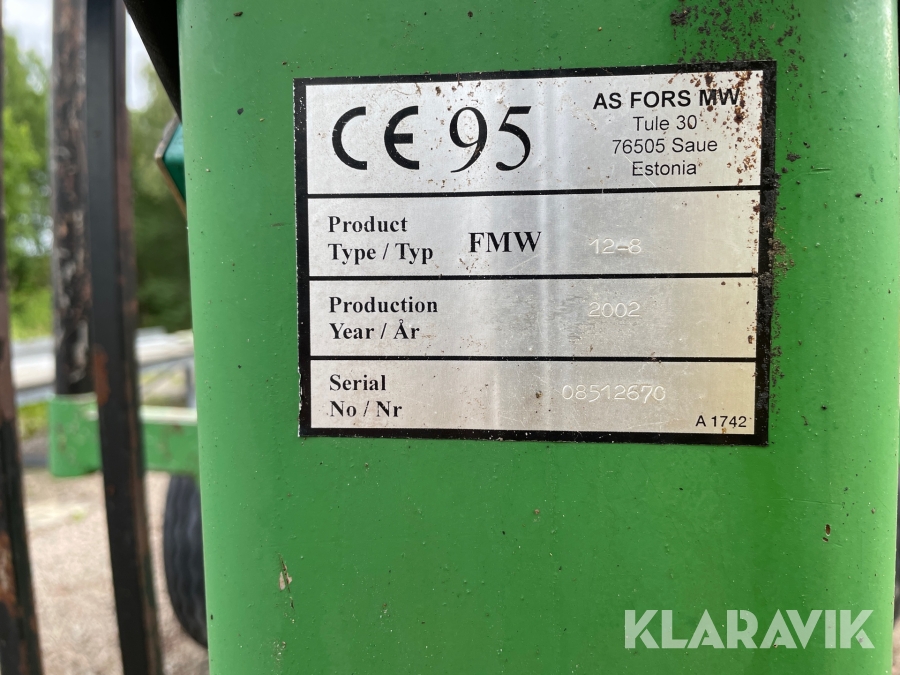 CE 95
AS FORS MW
Tule 30
76505 Saue
Estonia
Product
Type / Typ FMW 12-8
Production
Year / År 2002
Serial
No / Nr 08512670
A 1742
KLARAVIK